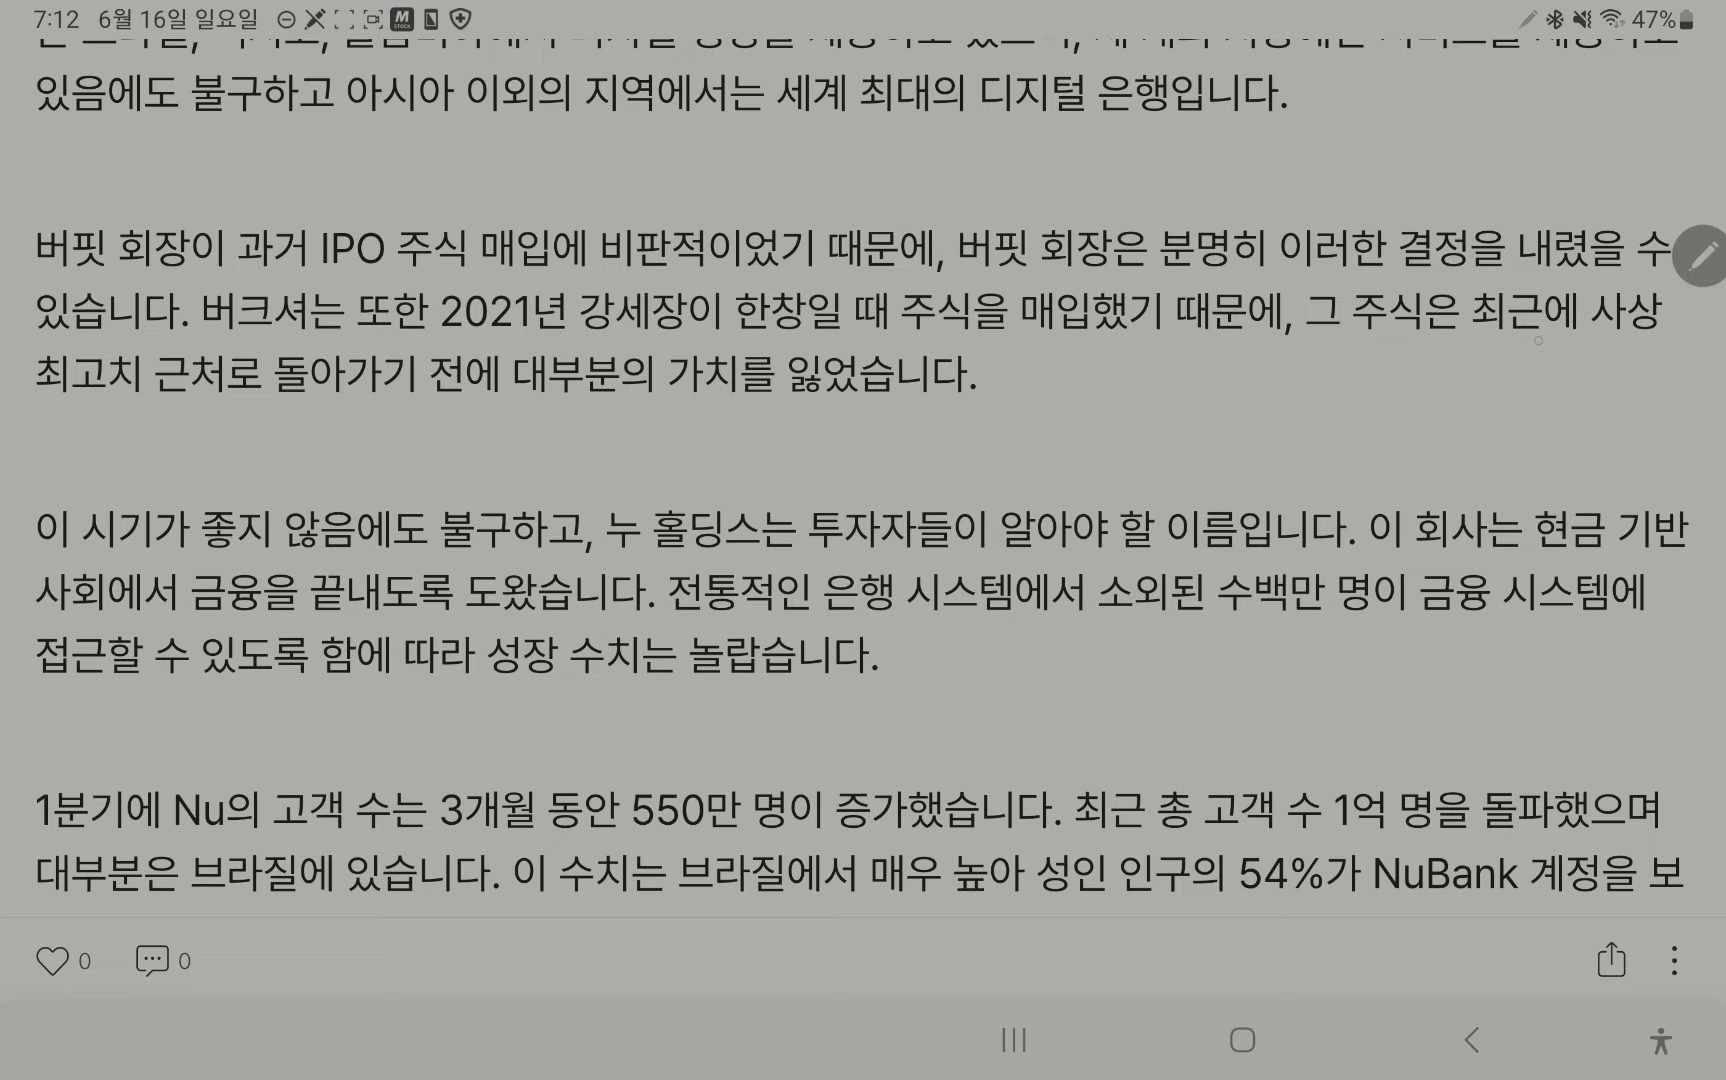 7:12 6월 16일 일요일
M
STOCK
47%
있음에도 불구하고 아시아 이외의 지역에서는 세계 최대의 디지털 은행입니다.
버핏 회장이 과거 IPO 주식 매입에 비판적이었기 때문에, 버핏 회장은 분명히 이러한 결정을 내렸을 수
있습니다. 버크셔는 또한 2021년 강세장이 한창일 때 주식을 매입했기 때문에, 그 주식은 최근에 사상
최고치 근처로 돌아가기 전에 대부분의 가치를 잃었습니다.
이 시기가 좋지 않음에도 불구하고, 누 홀딩스는 투자자들이 알아야 할 이름입니다. 이 회사는 현금 기반
사회에서 금융을 끝내도록 도왔습니다. 전통적인 은행 시스템에서 소외된 수백만 명이 금융 시스템에
접근할 수 있도록 함에 따라 성장 수치는 놀랍습니다.
1분기에 Nu의 고객 수는 3개월 동안 550만 명이 증가했습니다. 최근 총 고객 수 1억 명을 돌파했으며
대부분은 브라질에 있습니다. 이 수치는 브라질에서 매우 높아 성인 인구의 54%가 NuBank 계정을 보
0 0